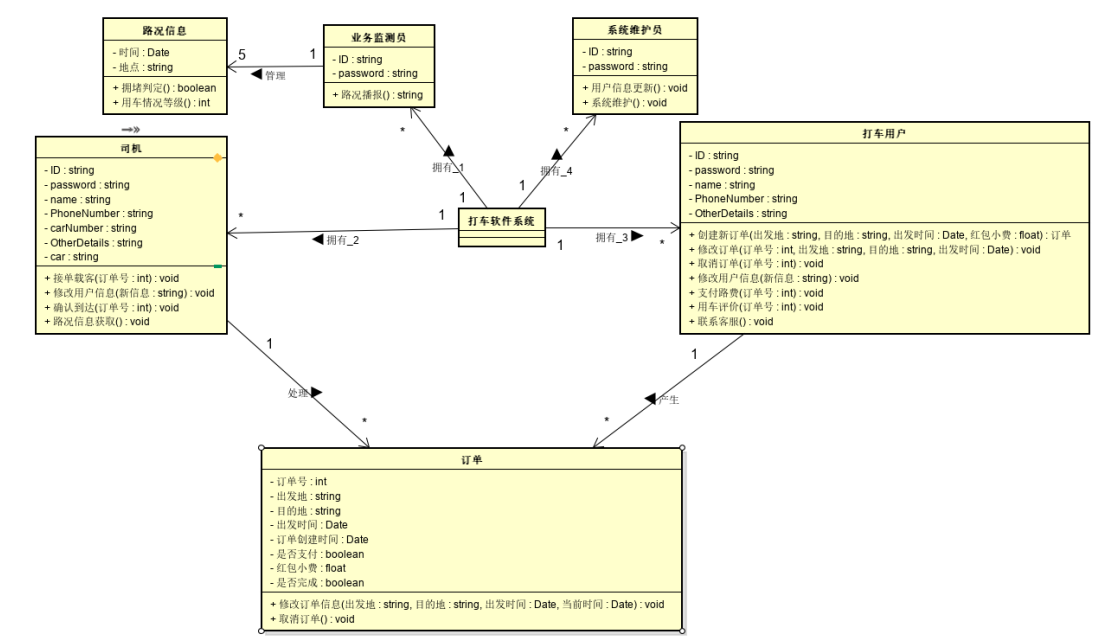 路况信息
- 时间 : Date
- 地点 : string
+ 拥堵判定() : boolean
+ 用车情况等级() : int
5
1
管理
业务监测员
- ID : string
- password : string
+ 路况播报() : string
系统维护员
- ID : string
- password : string
+ 用户信息更新() : void
+ 系统维护() : void
司机
- ID : string
- password : string
- name : string
- PhoneNumber : string
- carNumber : string
- OtherDetails : string
- car : string
+ 接单载客(订单号 : int) : void
+ 修改用户信息(新信息 : string) : void
+ 确认到达(订单号 : int) : void
+ 路况信息获取() : void
*
拥有_1
1
*
拥有_4
1
打车软件系统
*
拥有_2
1
1
拥有_3
*
打车用户
- ID : string
- password : string
- name : string
- PhoneNumber : string
- OtherDetails : string
+ 创建新订单(出发地 : string, 目的地 : string, 出发时间 : Date, 红包小费 : float) : 订单
+ 修改订单(订单号 : int, 出发地 : string, 目的地 : string, 出发时间 : Date) : void
+ 取消订单(订单号 : int) : void
+ 修改用户信息(新信息 : string) : void
+ 支付路费(订单号 : int) : void
+ 用车评价(订单号 : int) : void
+ 联系客服() : void
1
处理
*
1
产生
*
订单
- 订单号 : int
- 出发地 : string
- 目的地 : string
- 出发时间 : Date
- 订单创建时间 : Date
- 是否支付 : boolean
- 红包小费 : float
- 是否完成 : boolean
+ 修改订单信息(出发地 : string, 目的地 : string, 出发时间 : Date, 当前时间 : Date) : void
+ 取消订单() : void